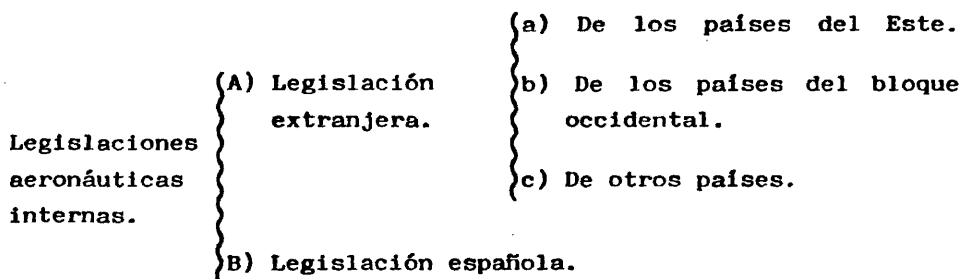 Legislaciones
aeronáuticas
internas.
A) Legislación
extranjera.
a) De los países del Este.
b) De los países del bloque
occidental.
c) De otros países.
B) Legislación española.